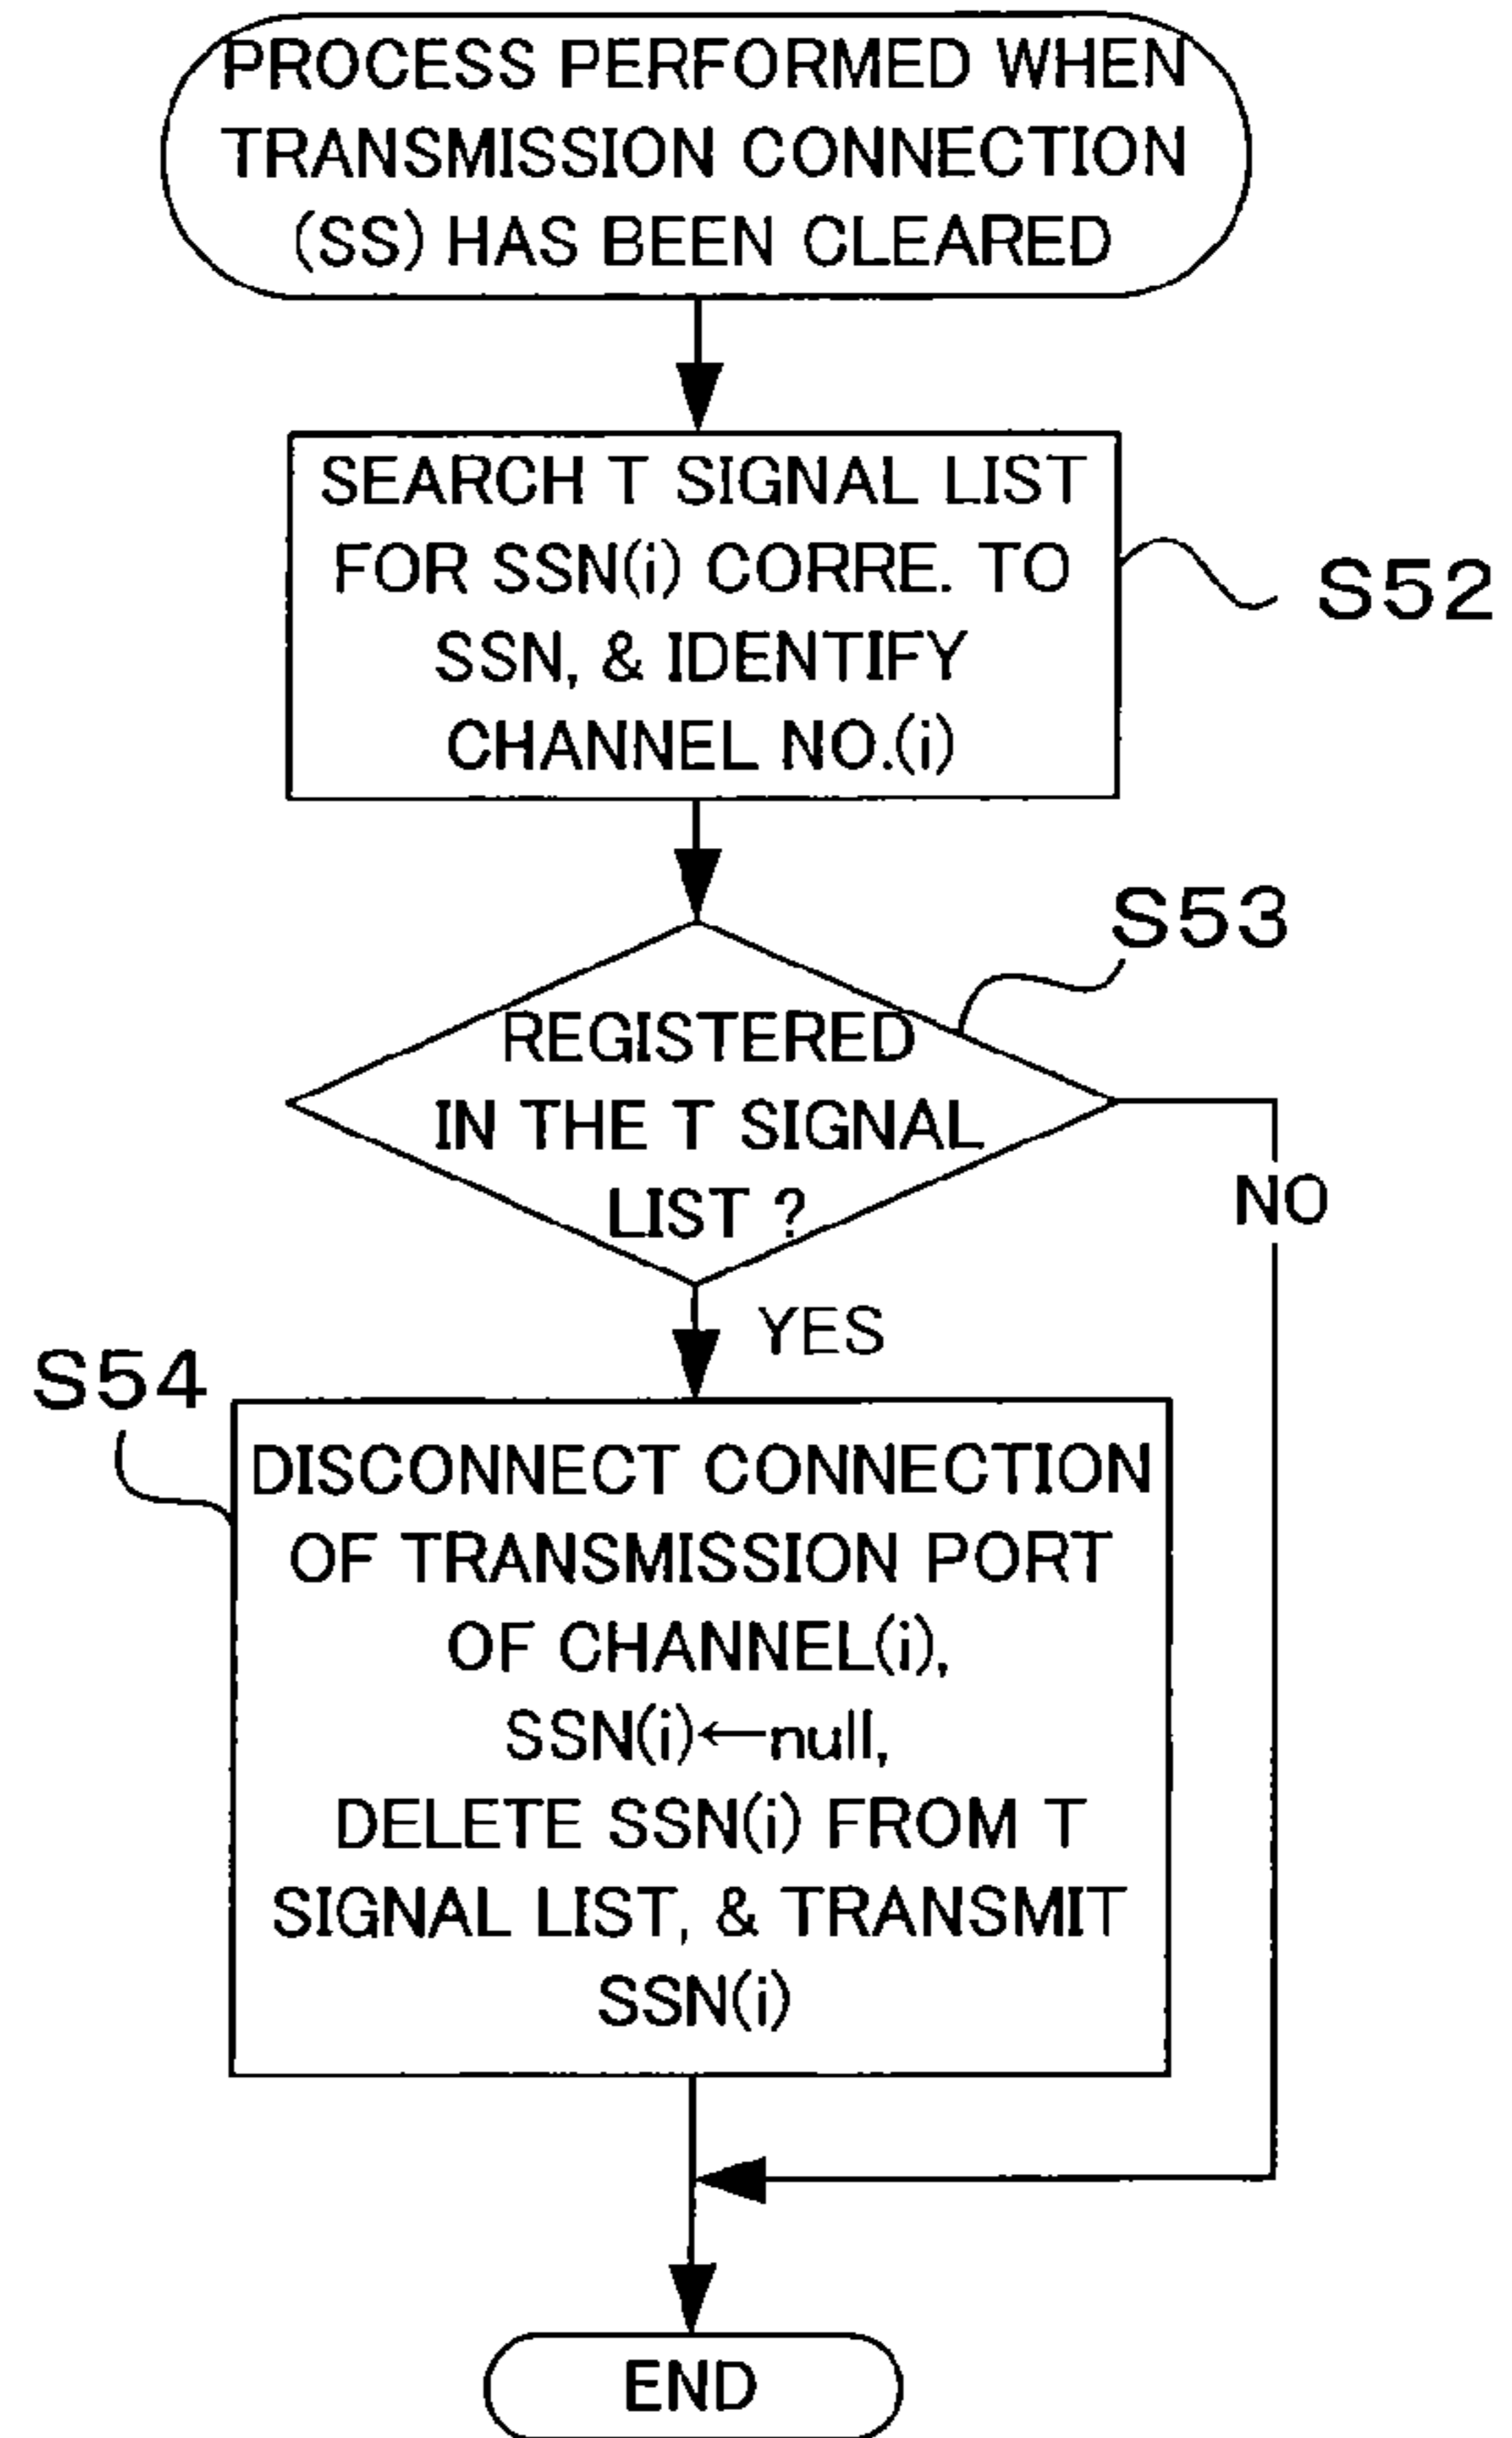 PROCESS PERFORMED WHEN
TRANSMISSION CONNECTION
(SS) HAS BEEN CLEARED
SEARCH T SIGNAL LIST
FOR SSN(i) CORRE. TO
SSN, & IDENTIFY
CHANNEL NO.(i)
S52
S53
REGISTERED
IN THE T SIGNAL
LIST ?
NO
YES
S54
DISCONNECT CONNECTION
OF TRANSMISSION PORT
OF CHANNEL(i),
SSN(i)←null,
DELETE SSN(i) FROM T
SIGNAL LIST, & TRANSMIT
SSN(i)
END